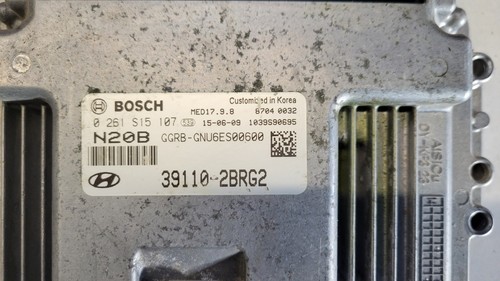 BOSCH
Customized in Korea
MED17.9.8 8704 0032
0 261 S15 107 15-06-09 1039S90695
N20B GGRB-GNU6ES00600
39110-2BRG2